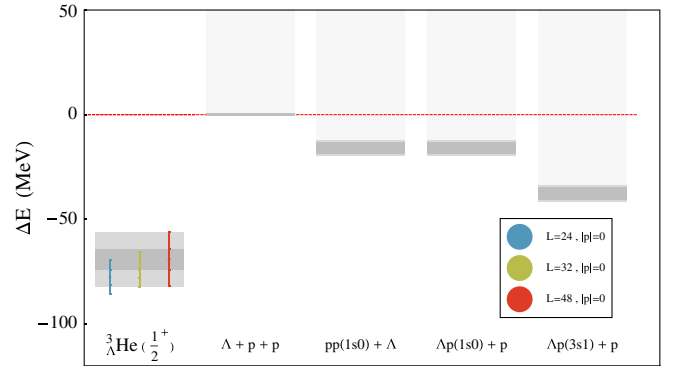 50
0
−50
−100
ΔE (MeV)
L=24 , |p|=0
L=32 , |p|=0
L=48 , |p|=0
³ΛHe (1/2⁺)
Λ + p + p
pp(1s0) + Λ
Λp(1s0) + p
Λp(3s1) + p